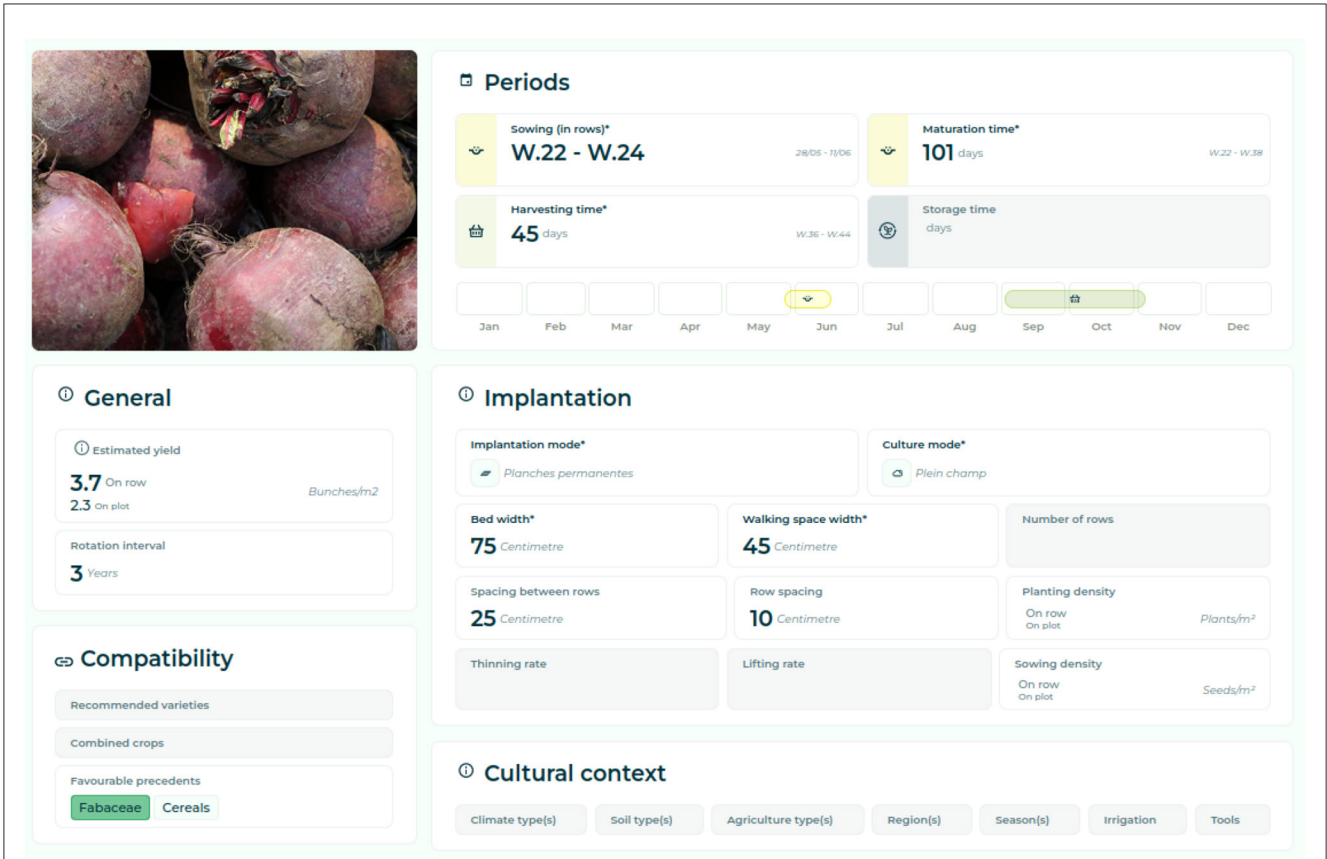 Periods
Sowing (in rows)*
W.22 - W.24
28/05 - 11/06
Maturation time*
101 days
W.22 - W.38
Harvesting time*
45 days
W.36 - W.44
Storage time
days
Jan Feb Mar Apr May Jun Jul Aug Sep Oct Nov Dec
General
Estimated yield
3.7 On row
2.3 On plot
Bunches/m2
Rotation interval
3 Years
Compatibility
Recommended varieties
Combined crops
Favourable precedents
Fabaceae Cereals
Implantation
Implantation mode*
Planches permanentes
Culture mode*
Plein champ
Bed width*
75 Centimetre
Walking space width*
45 Centimetre
Number of rows
Spacing between rows
25 Centimetre
Row spacing
10 Centimetre
Planting density
On row
On plot
Plants/m²
Thinning rate
Lifting rate
Sowing density
On row
On plot
Seeds/m²
Cultural context
Climate type(s) Soil type(s) Agriculture type(s) Region(s) Season(s) Irrigation Tools